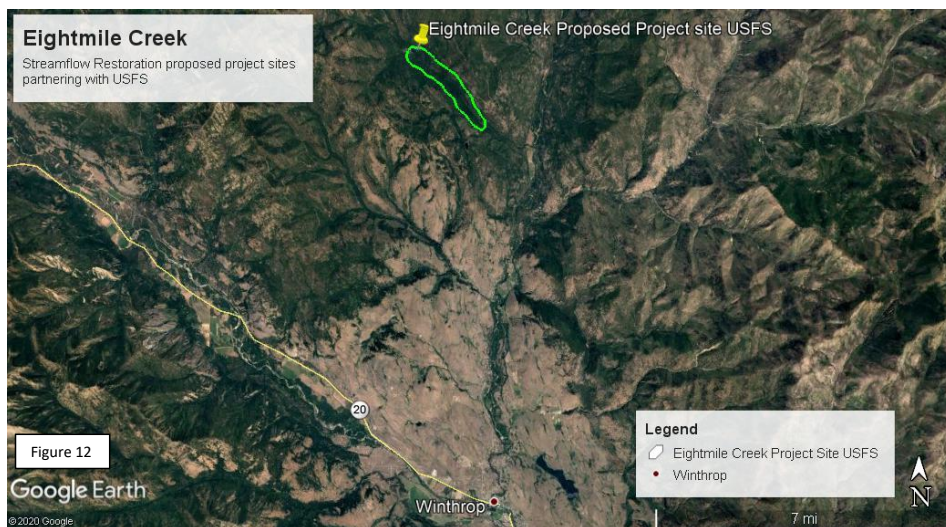 Eightmile Creek
Streamflow Restoration proposed project sites
partnering with USFS
Eightmile Creek Proposed Project site USFS
20
Winthrop
Legend
Eightmile Creek Project Site USFS
Winthrop
Figure 12
Google Earth
©2020 Google
7 mi
N